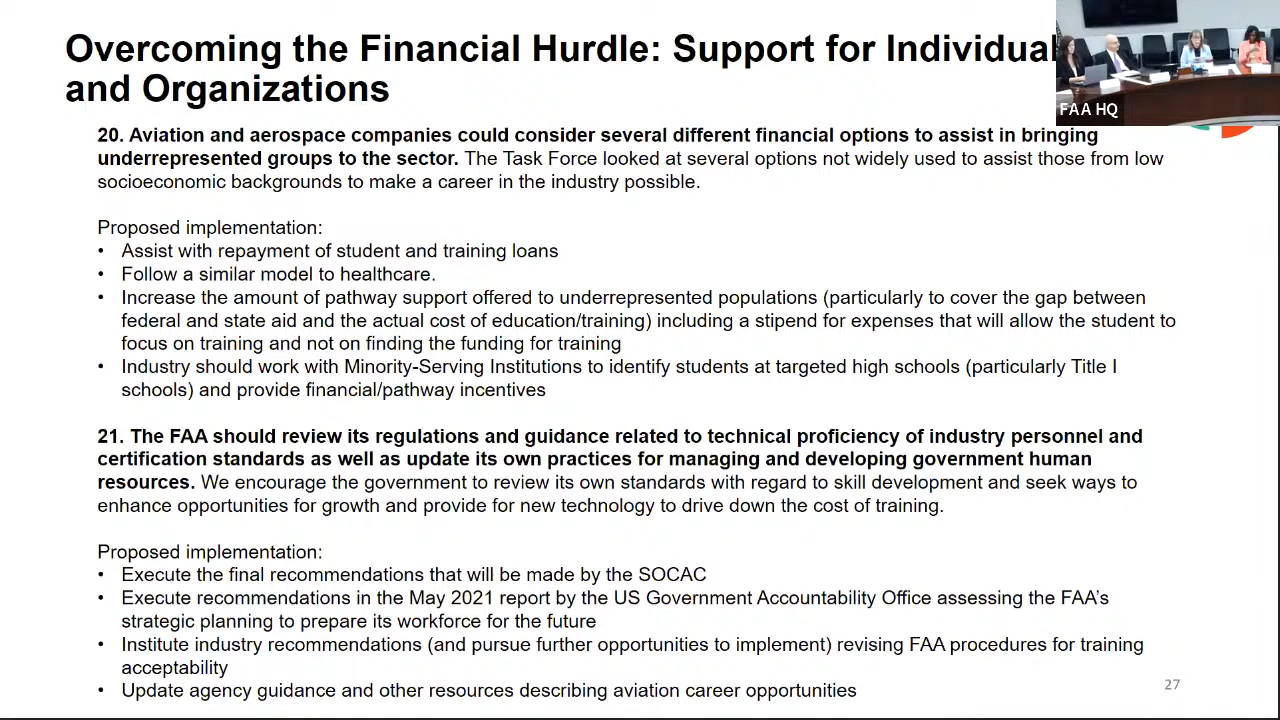 Overcoming the Financial Hurdle: Support for Individual
and Organizations
FAA HQ
20. Aviation and aerospace companies could consider several different financial options to assist in bringing
underrepresented groups to the sector. The Task Force looked at several options not widely used to assist those from low
socioeconomic backgrounds to make a career in the industry possible.
Proposed implementation:
• Assist with repayment of student and training loans
• Follow a similar model to healthcare.
• Increase the amount of pathway support offered to underrepresented populations (particularly to cover the gap between
federal and state aid and the actual cost of education/training) including a stipend for expenses that will allow the student to
focus on training and not on finding the funding for training
• Industry should work with Minority-Serving Institutions to identify students at targeted high schools (particularly Title I
schools) and provide financial/pathway incentives
21. The FAA should review its regulations and guidance related to technical proficiency of industry personnel and
certification standards as well as update its own practices for managing and developing government human
resources. We encourage the government to review its own standards with regard to skill development and seek ways to
enhance opportunities for growth and provide for new technology to drive down the cost of training.
Proposed implementation:
• Execute the final recommendations that will be made by the SOCAC
• Execute recommendations in the May 2021 report by the US Government Accountability Office assessing the FAA's
strategic planning to prepare its workforce for the future
• Institute industry recommendations (and pursue further opportunities to implement) revising FAA procedures for training
acceptability
• Update agency guidance and other resources describing aviation career opportunities
27